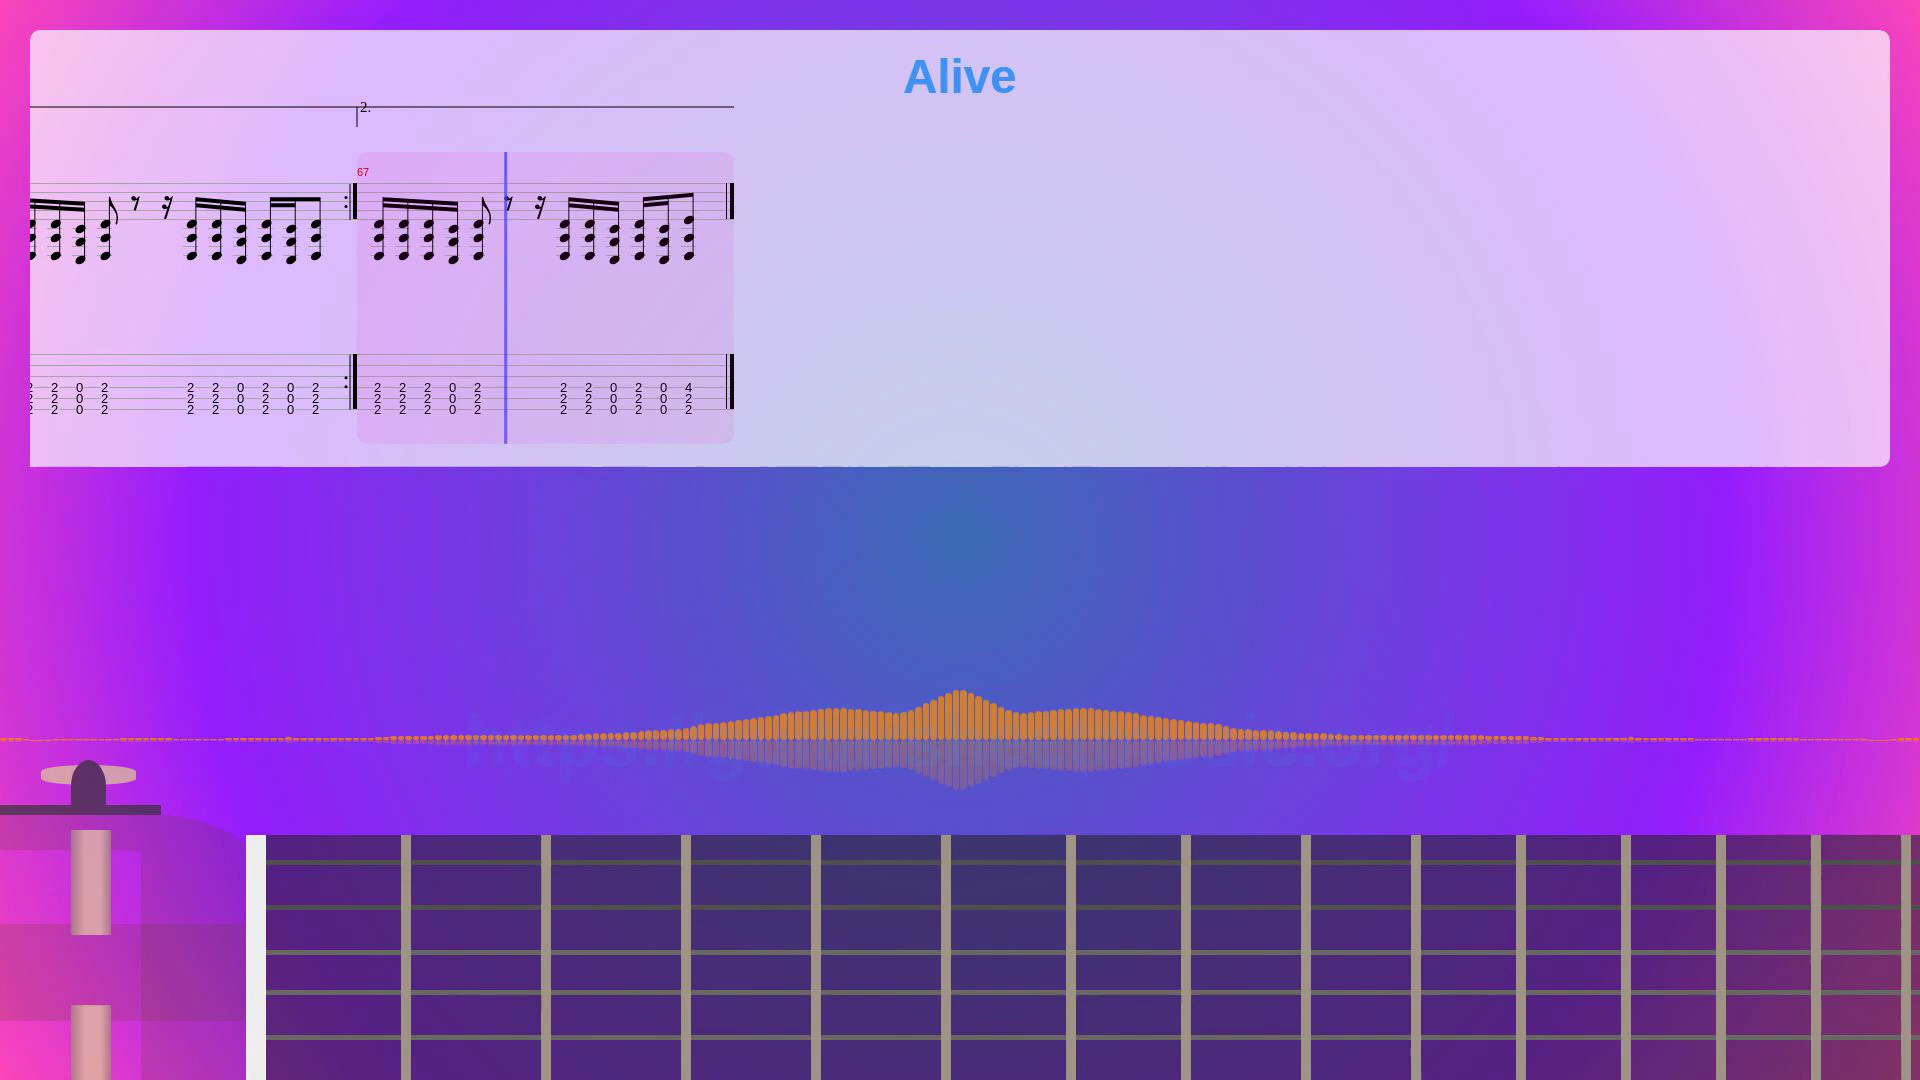 Alive
2.
67
2 2 0 2 2 2 0 2 0 2 2 2 2 0 2 2 2 0 2 0 4
2 2 0 2 2 2 0 2 0 2 2 2 2 0 2 2 2 0 2 0 2
2 2 0 2 2 2 0 2 0 2 2 2 2 0 2 2 2 0 2 0 2